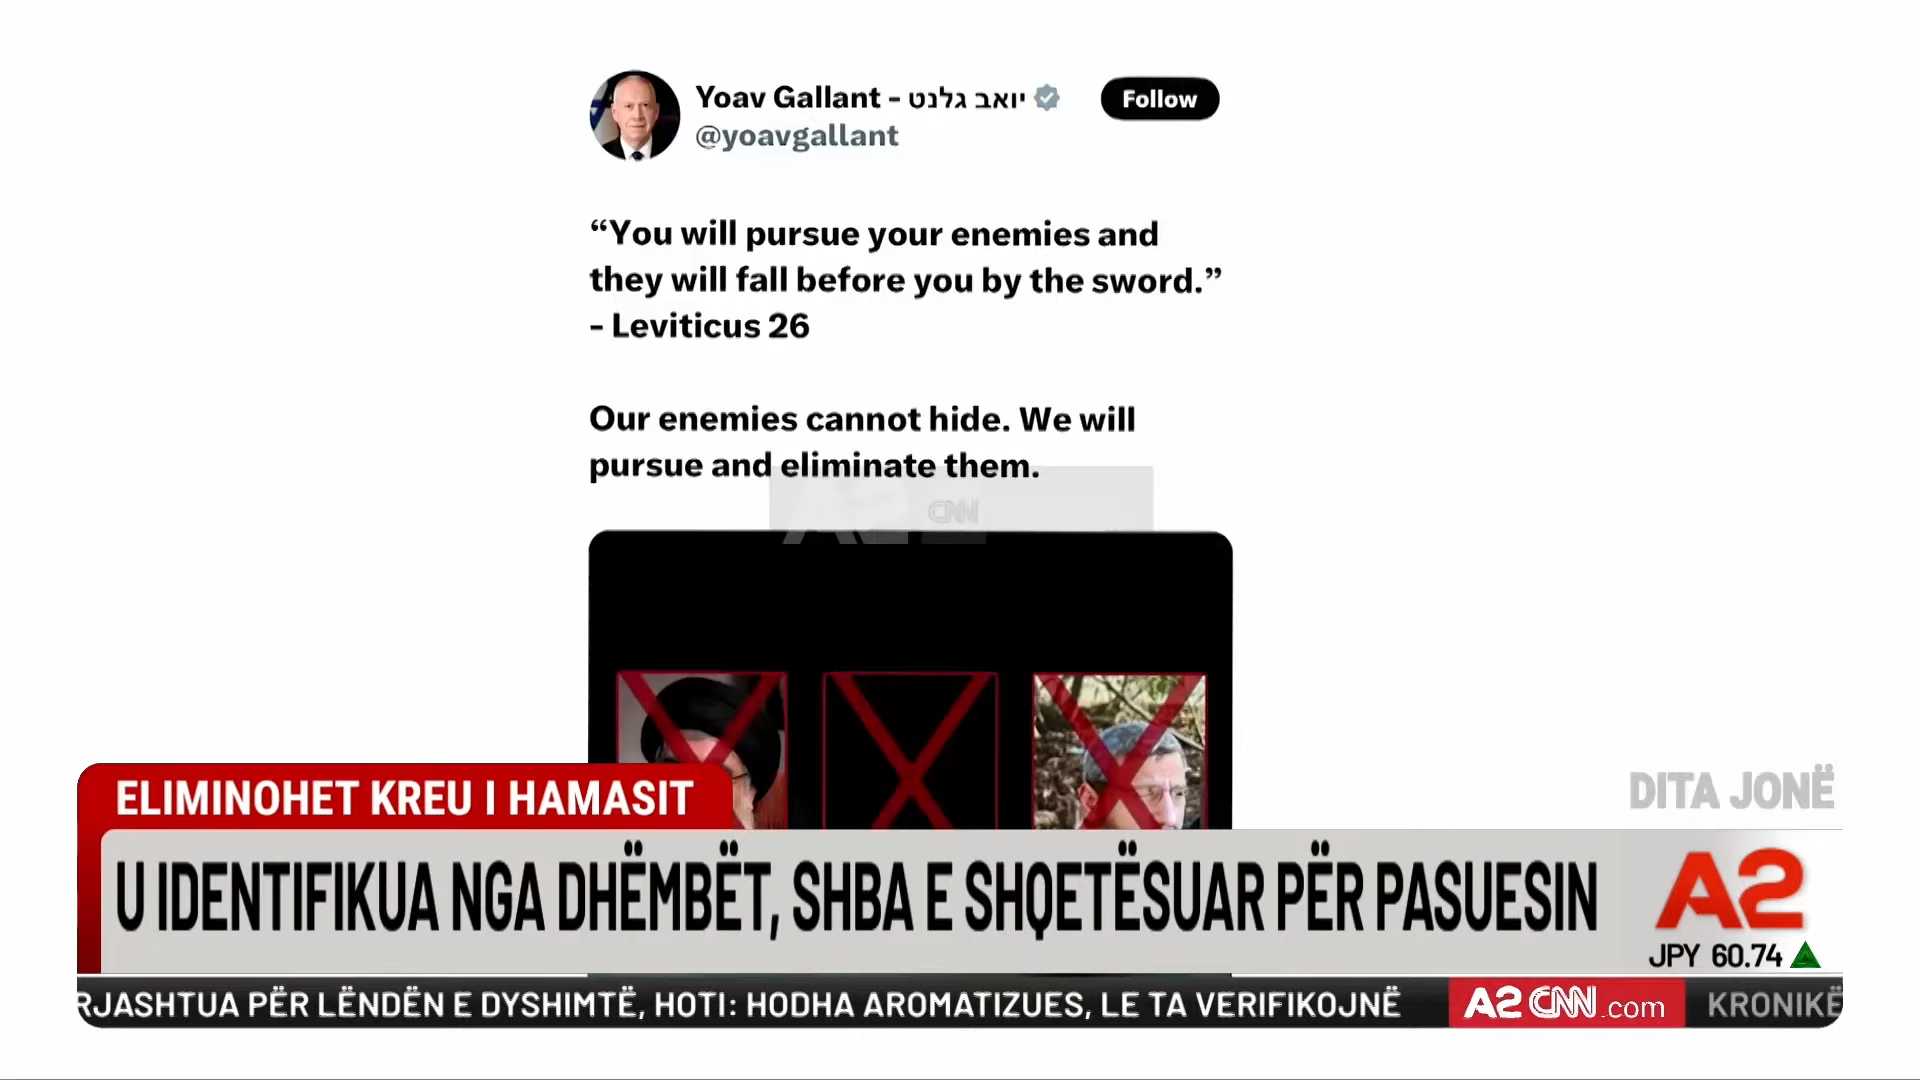 Yoav Gallant - יואב גלנט
Follow
@yoavgallant
“You will pursue your enemies and
they will fall before you by the sword.”
- Leviticus 26
Our enemies cannot hide. We will
pursue and eliminate them.
A2 CNN
ELIMINOHET KREU I HAMASIT
DITA JONË
U IDENTIFIKUA NGA DHËMBËT, SHBA E SHQETËSUAR PËR PASUESIN
A2
JPY 60.74
RJASHTUA PËR LËNDËN E DYSHIMTË, HOTI: HODHA AROMATIZUES, LE TA VERIFIKOJNË
A2 CNN.com
KRONIKË